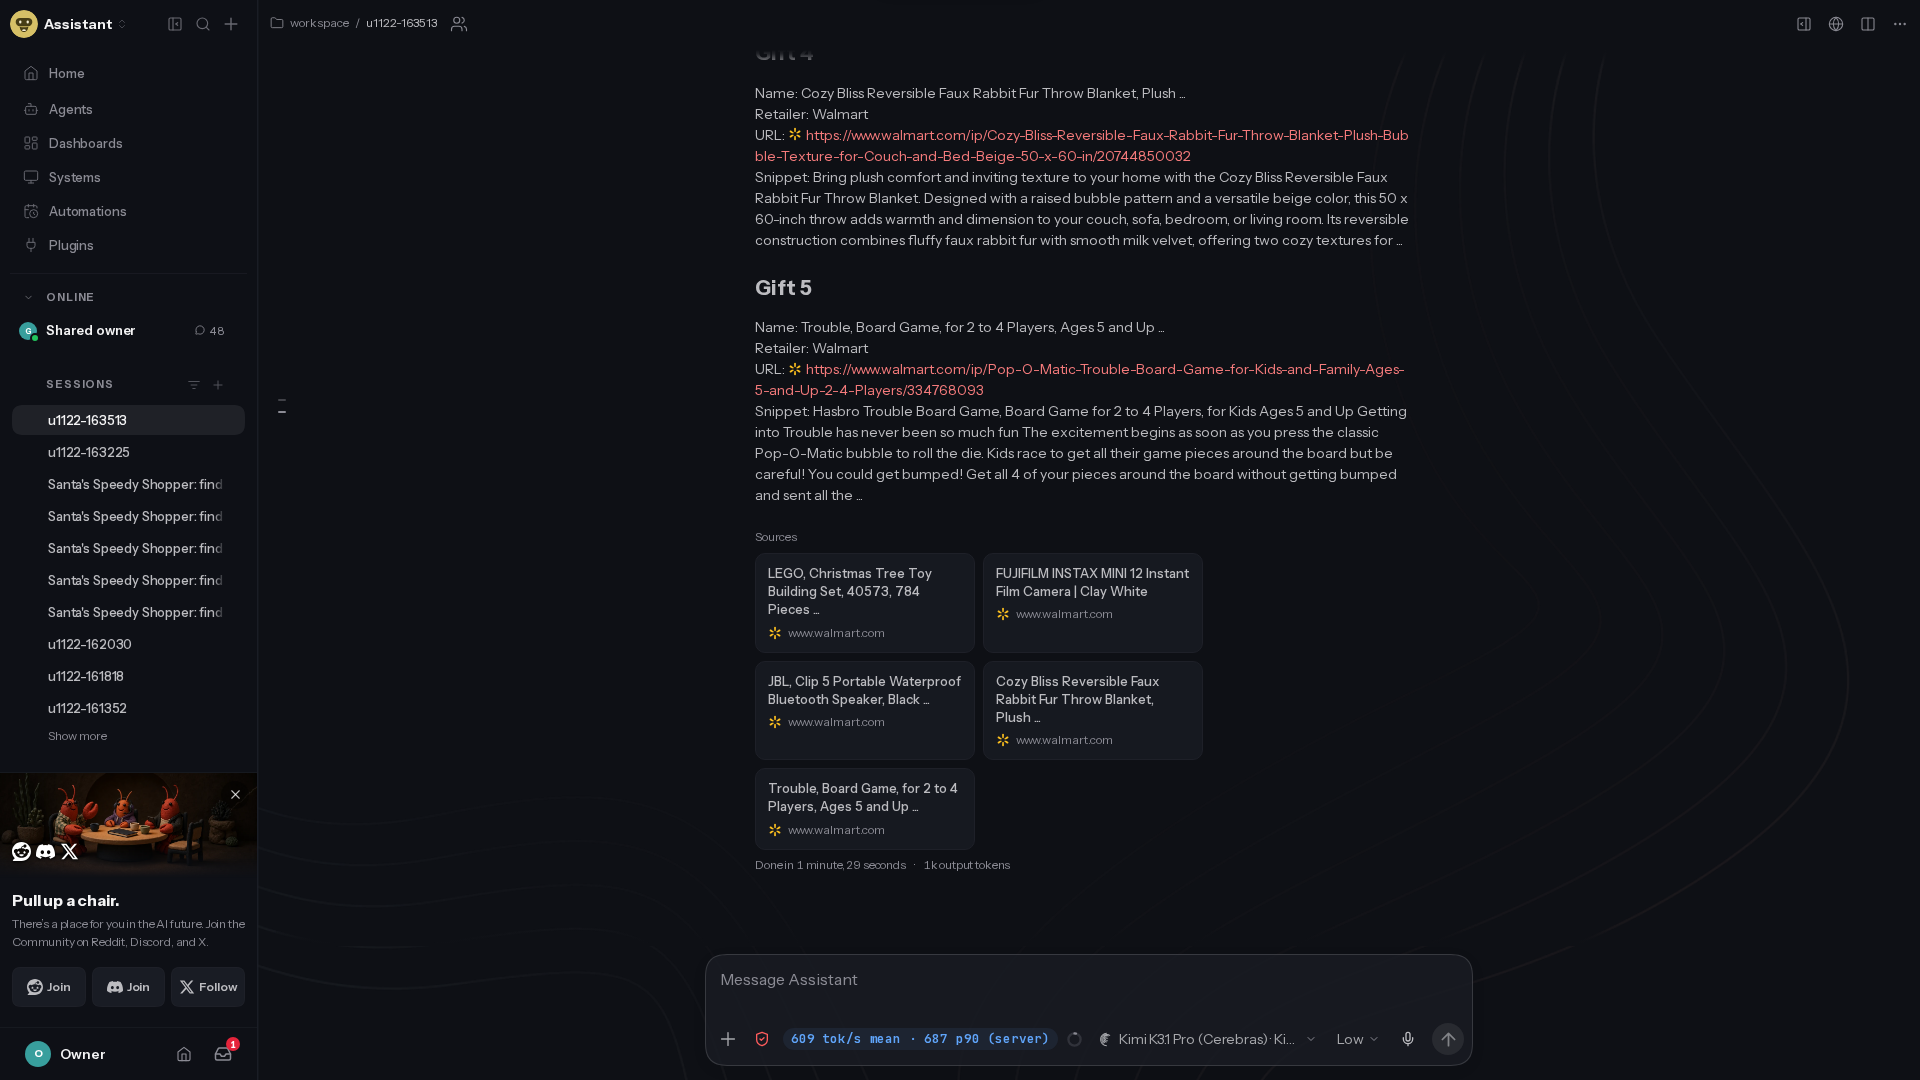 Assistant
Home
Agents
Dashboards
Systems
Automations
Plugins
ONLINE
G
Shared owner
48
SESSIONS
u1122-163513
u1122-163225
Santa's Speedy Shopper: find
Santa's Speedy Shopper: find
Santa's Speedy Shopper: find
Santa's Speedy Shopper: find
Santa's Speedy Shopper: find
u1122-162030
u1122-161818
u1122-161352
Show more
Pull up a chair.
There's a place for you in the AI future. Join the
Community on Reddit, Discord, and X.
Join
Join
Follow
O
Owner
1
workspace / u1122-163513
Gift 4
Name: Cozy Bliss Reversible Faux Rabbit Fur Throw Blanket, Plush ...
Retailer: Walmart
URL: https://www.walmart.com/ip/Cozy-Bliss-Reversible-Faux-Rabbit-Fur-Throw-Blanket-Plush-Bub
ble-Texture-for-Couch-and-Bed-Beige-50-x-60-in/20744850032
Snippet: Bring plush comfort and inviting texture to your home with the Cozy Bliss Reversible Faux
Rabbit Fur Throw Blanket. Designed with a raised bubble pattern and a versatile beige color, this 50 x
60-inch throw adds warmth and dimension to your couch, sofa, bedroom, or living room. Its reversible
construction combines fluffy faux rabbit fur with smooth milk velvet, offering two cozy textures for ...
Gift 5
Name: Trouble, Board Game, for 2 to 4 Players, Ages 5 and Up ...
Retailer: Walmart
URL: https://www.walmart.com/ip/Pop-O-Matic-Trouble-Board-Game-for-Kids-and-Family-Ages-
5-and-Up-2-4-Players/334768093
Snippet: Hasbro Trouble Board Game, Board Game for 2 to 4 Players, for Kids Ages 5 and Up Getting
into Trouble has never been so much fun The excitement begins as soon as you press the classic
Pop-O-Matic bubble to roll the die. Kids race to get all their game pieces around the board but be
careful! You could get bumped! Get all 4 of your pieces around the board without getting bumped
and sent all the ...
Sources
LEGO, Christmas Tree Toy
Building Set, 40573, 784
Pieces ...
www.walmart.com
FUJIFILM INSTAX MINI 12 Instant
Film Camera | Clay White
www.walmart.com
JBL, Clip 5 Portable Waterproof
Bluetooth Speaker, Black ...
www.walmart.com
Cozy Bliss Reversible Faux
Rabbit Fur Throw Blanket,
Plush ...
www.walmart.com
Trouble, Board Game, for 2 to 4
Players, Ages 5 and Up ...
www.walmart.com
Done in 1 minute, 29 seconds · 1k output tokens
Message Assistant
609 tok/s mean · 687 p90 (server)
Kimi K3.1 Pro (Cerebras) · Ki...
Low